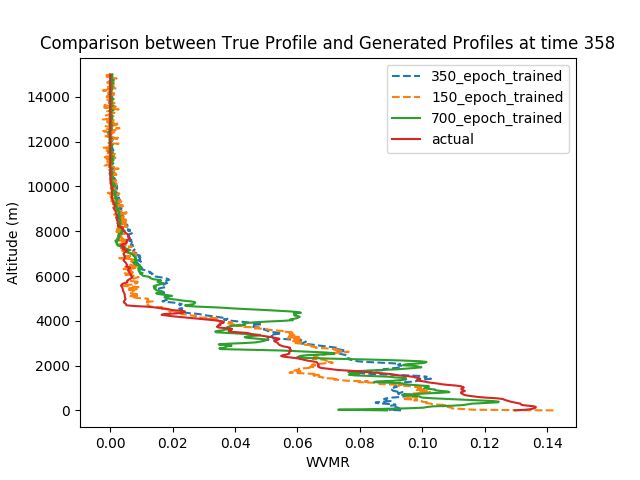 Comparison between True Profile and Generated Profiles at time 358
350_epoch_trained
150_epoch_trained
700_epoch_trained
actual
14000
12000
10000
8000
6000
4000
2000
0
Altitude (m)
0.00 0.02 0.04 0.06 0.08 0.10 0.12 0.14
WVMR